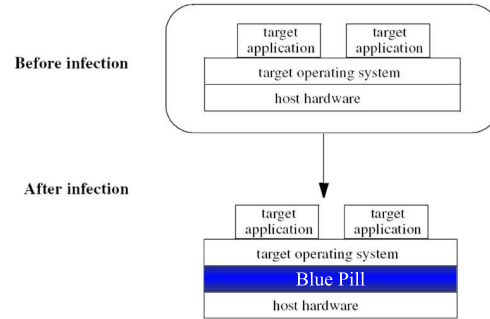 target
application
target
application
Before infection
target operating system
host hardware
After infection
target
application
target
application
target operating system
Blue Pill
host hardware